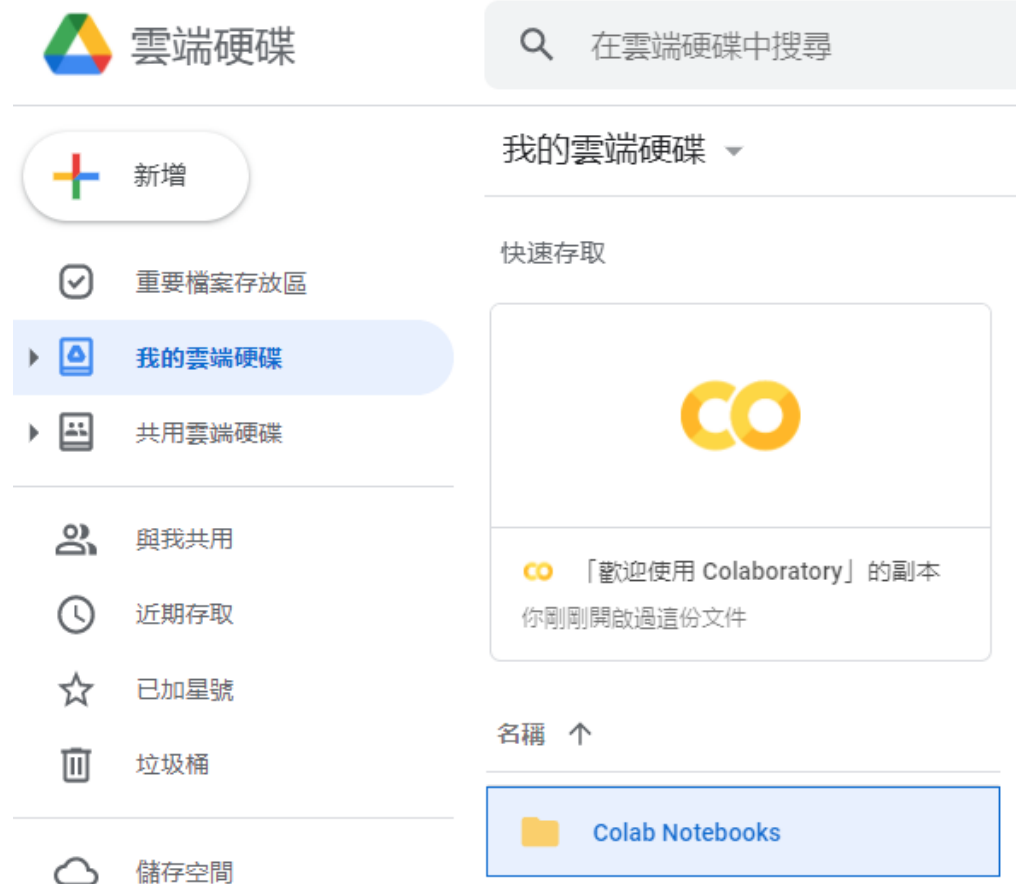 雲端硬碟
在雲端硬碟中搜尋
新增
重要檔案存放區
我的雲端硬碟
共用雲端硬碟
與我共用
近期存取
已加星號
垃圾桶
儲存空間
我的雲端硬碟
快速存取
「歡迎使用 Colaboratory」的副本
你剛剛開啟過這份文件
名稱
Colab Notebooks